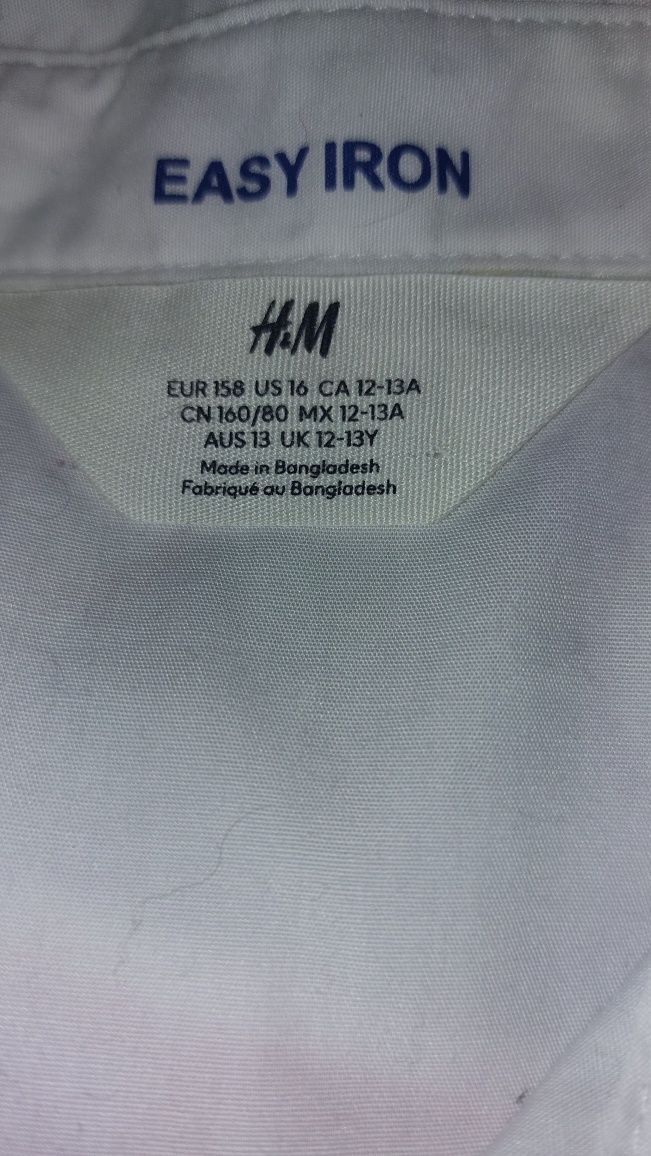 EASY IRON
H&M
EUR 158 US 16 CA 12-13A
CN 160/80 MX 12-13A
AUS 13 UK 12-13Y
Made in Bangladesh
Fabriqué au Bangladesh